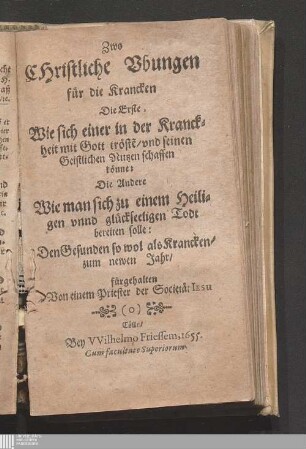 Zwo
CHristliche Vbungen
für die Krancken
Die Erste,
Wie sich einer in der Kranck-
heit mit Gott tröste/ vnd seinen
Geistlichen Nutzen schaffen
könne:
Die Andere
Wie man sich zu einem Heili-
gen vnnd glückseeligen Todt
bereiten solle:
Den Gesunden so wol als Krancken/
zum newen Jahr/
fürgehalten
Von einem Priester der Societät IESU
(o)
Cölln/
Bey VVilhelmo Friessem, 1655.
Cum facultate Superiorum.